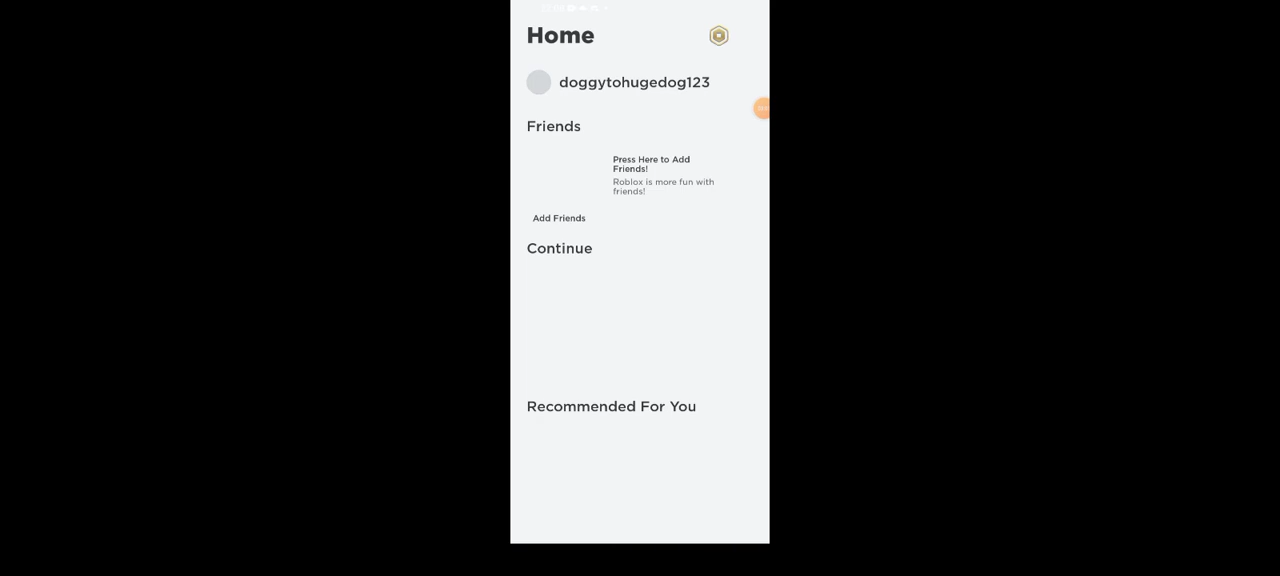 Home
doggytohugedog123
Friends
Press Here to Add
Friends!
Roblox is more fun with
friends!
Add Friends
Continue
Recommended For You